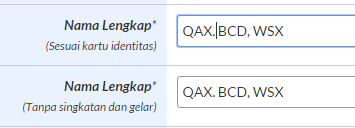 Nama Lengkap* QAX.BCD, WSX
(Sesuai kartu identitas)
Nama Lengkap* QAX. BCD, WSX
(Tanpa singkatan dan gelar)